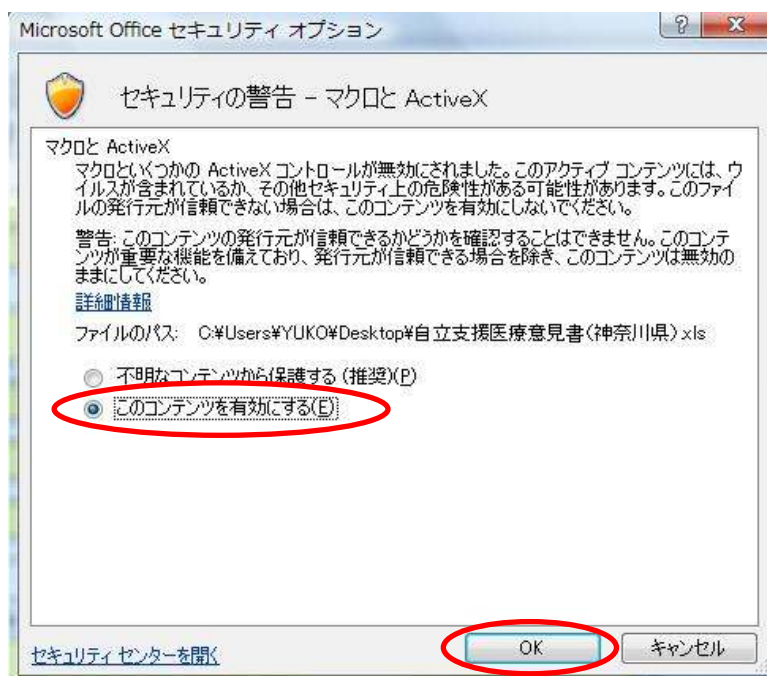 Microsoft Office セキュリティ オプション
セキュリティの警告 - マクロと ActiveX
マクロと ActiveX
マクロといくつかの ActiveX コントロールが無効にされました。このアクティブ コンテンツには、ウ
イルスが含まれているか、その他セキュリティ上の危険性がある可能性があります。このファイ
ルの発行元が信頼できない場合は、このコンテンツを有効にしないでください。
警告: このコンテンツの発行元が信頼できるかどうかを確認することはできません。このコンテ
ンツが重要な機能を備えており、発行元が信頼できる場合を除き、このコンテンツは無効の
ままにしてください。
詳細情報
ファイルのパス: C:¥Users¥YUKO¥Desktop¥自立支援医療意見書(神奈川県).xls
不明なコンテンツから保護する (推奨)(P)
このコンテンツを有効にする(E)
セキュリティ センターを開く
OK
キャンセル